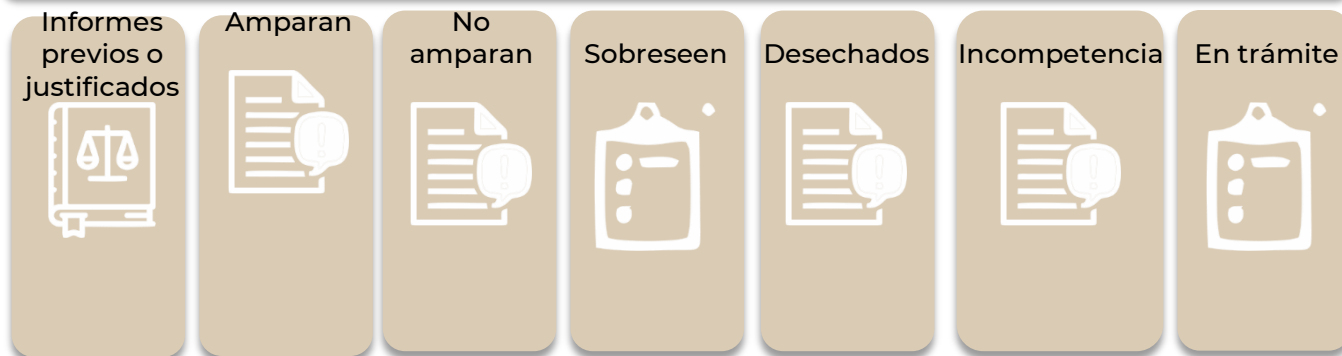 Informes
previos o
justificados
Amparan
No
amparan
Sobreseen
Desechados
Incompetencia
En trámite